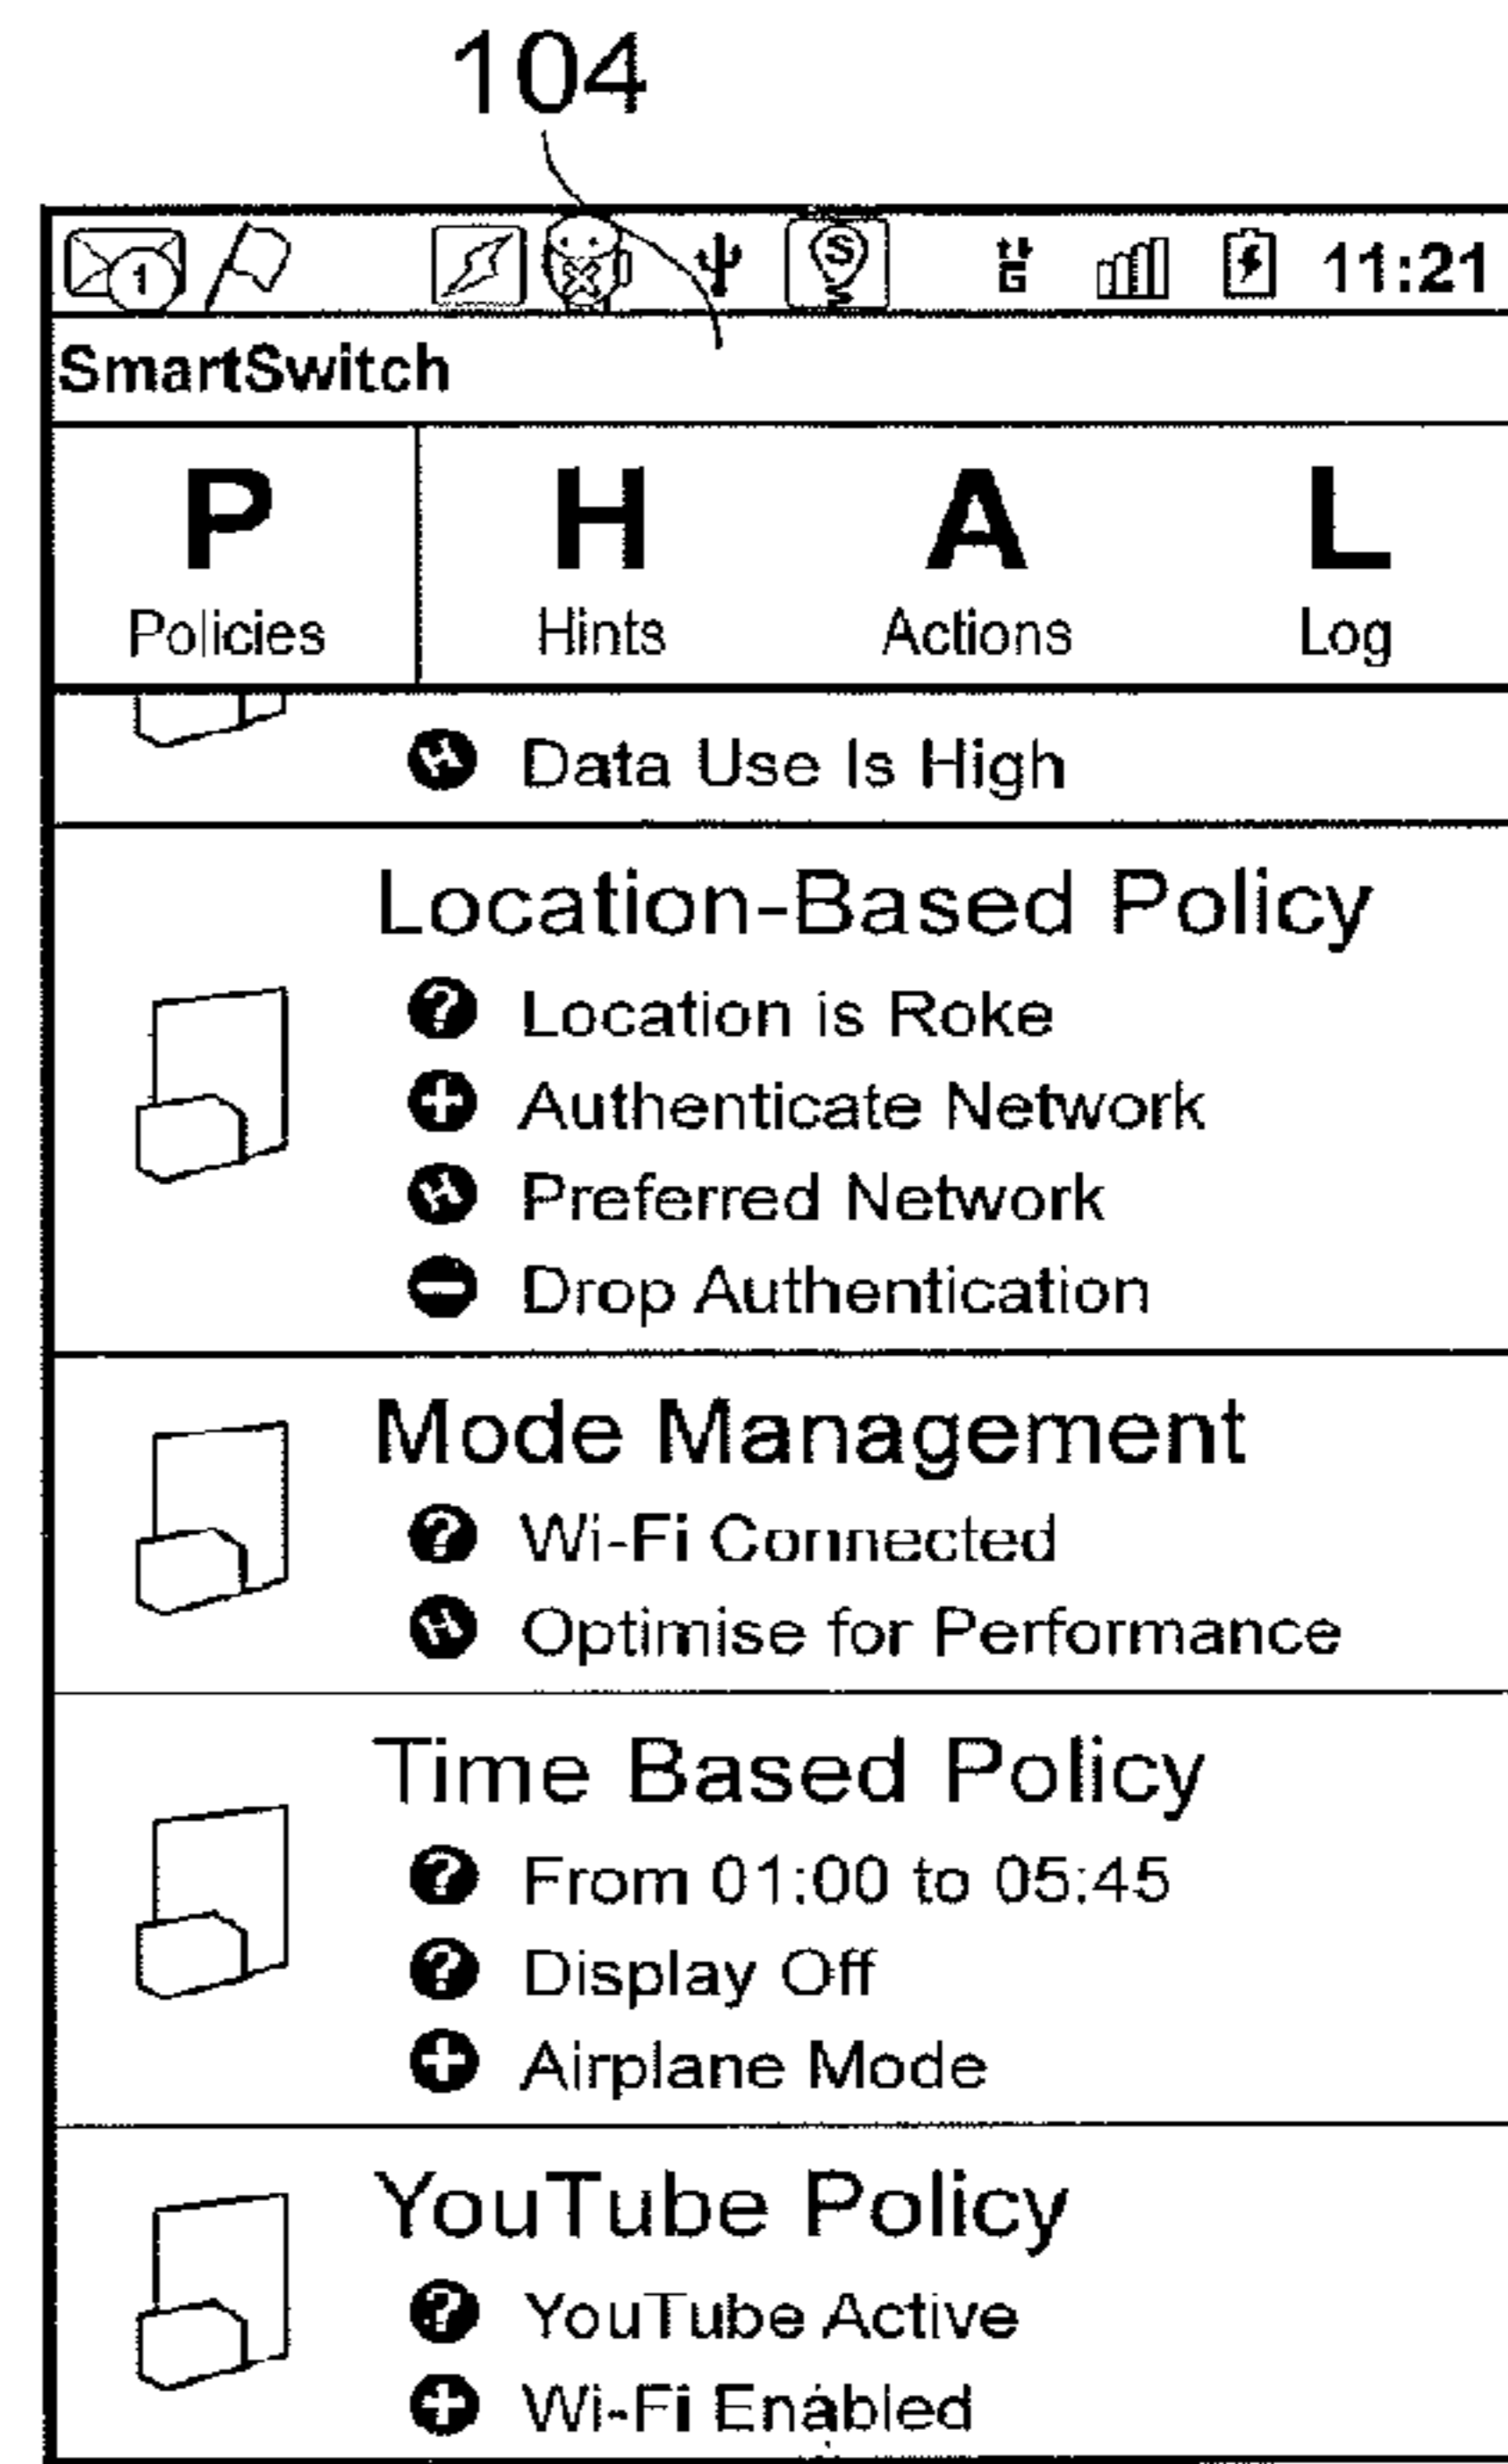 104
1 S G 11:21
SmartSwitch
P H A L
Policies Hints Actions Log
H Data Use Is High
Location-Based Policy
? Location is Roke
+ Authenticate Network
H Preferred Network
− Drop Authentication
Mode Management
? Wi-Fi Connected
H Optimise for Performance
Time Based Policy
? From 01:00 to 05:45
? Display Off
+ Airplane Mode
YouTube Policy
? YouTube Active
+ Wi-Fi Enabled